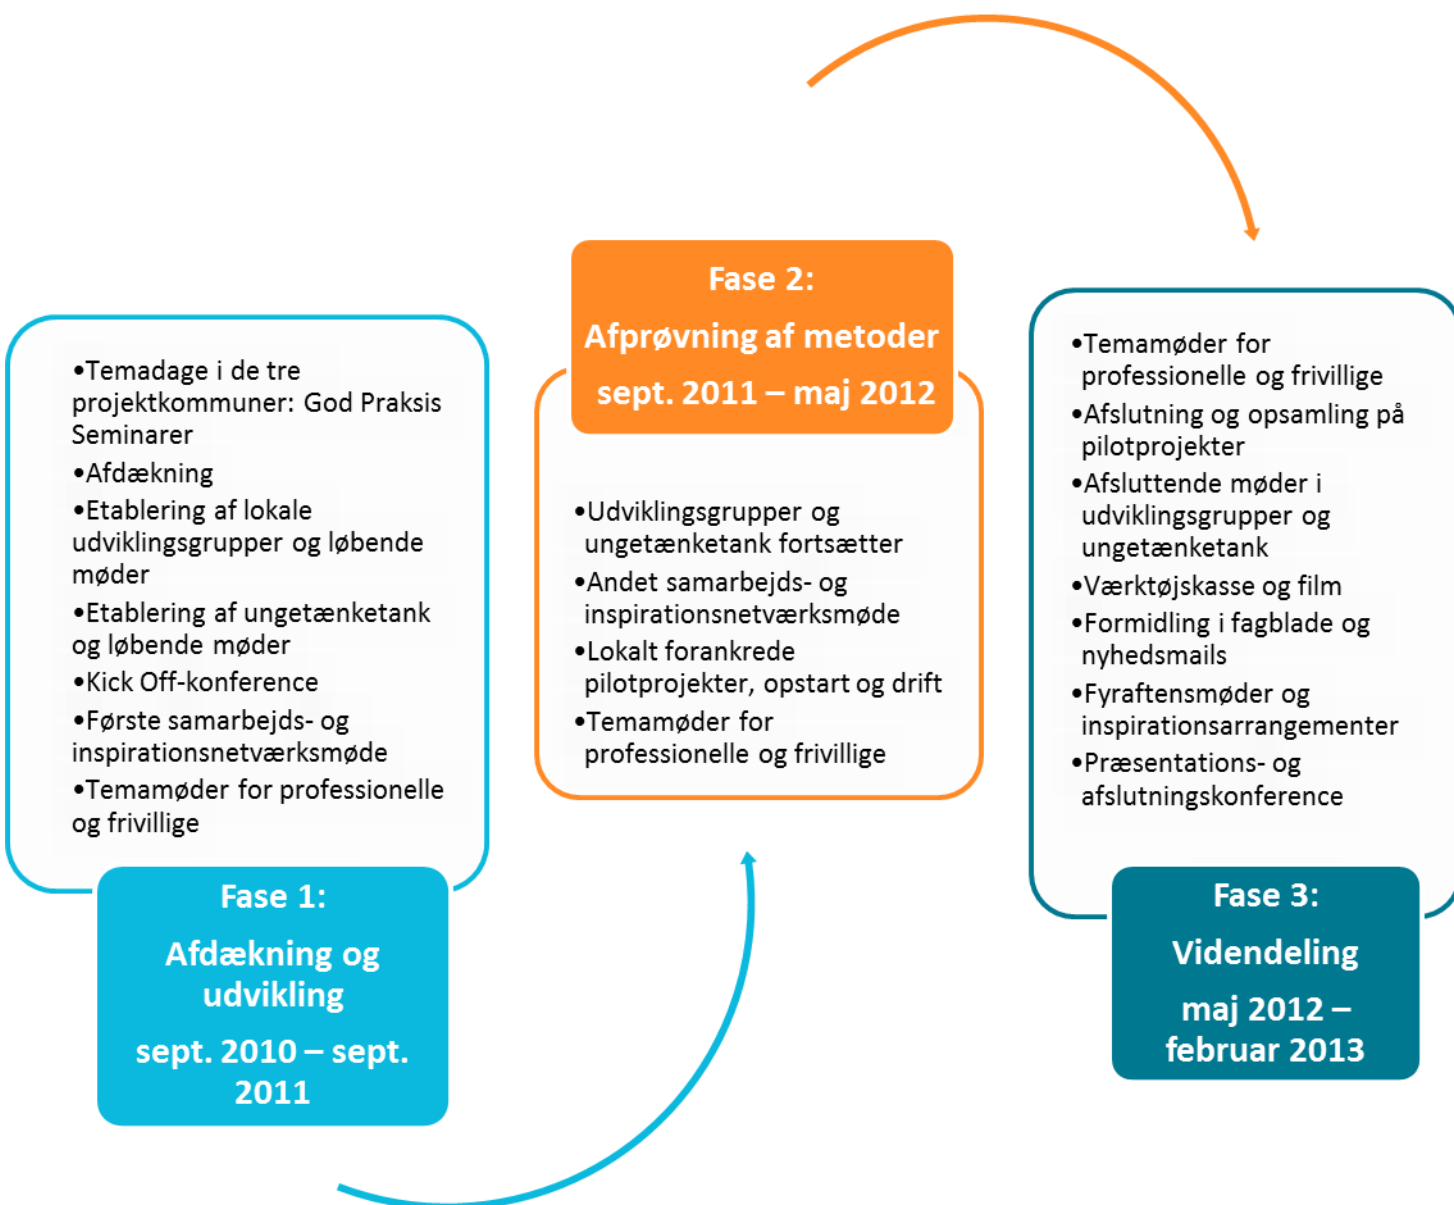 •Temadage i de tre
projektkommuner: God Praksis
Seminarer
•Afdækning
•Etablering af lokale
udviklingsgrupper og løbende
møder
•Etablering af ungetænketank
og løbende møder
•Kick Off-konference
•Første samarbejds- og
inspirationsnetværksmøde
•Temamøder for professionelle
og frivillige
Fase 1:
Afdækning og
udvikling
sept. 2010 – sept.
2011
Fase 2:
Afprøvning af metoder
sept. 2011 – maj 2012
•Udviklingsgrupper og
ungetænketank fortsætter
•Andet samarbejds- og
inspirationsnetværksmøde
•Lokalt forankrede
pilotprojekter, opstart og drift
•Temamøder for
professionelle og frivillige
•Temamøder for
professionelle og frivillige
•Afslutning og opsamling på
pilotprojekter
•Afsluttende møder i
udviklingsgrupper og
ungetænketank
•Værktøjskasse og film
•Formidling i fagblade og
nyhedsmails
•Fyraftensmøder og
inspirationsarrangementer
•Præsentations- og
afslutningskonference
Fase 3:
Videndeling
maj 2012 –
februar 2013